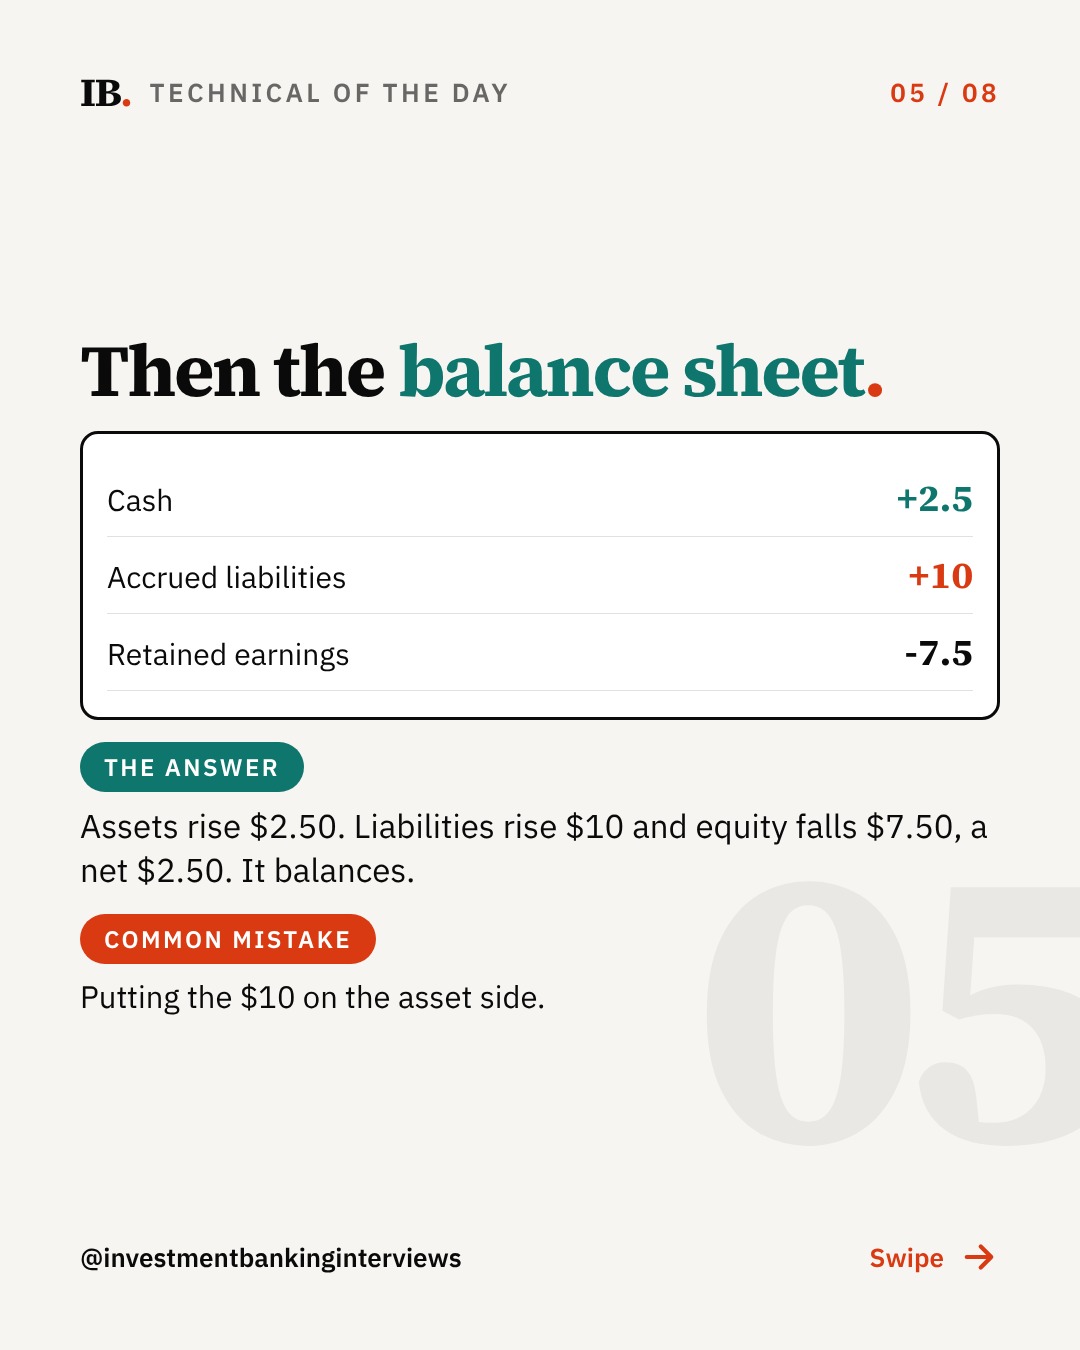 IB. TECHNICAL OF THE DAY
05 / 08
Then the balance sheet.
Cash +2.5
Accrued liabilities +10
Retained earnings -7.5
THE ANSWER
Assets rise $2.50. Liabilities rise $10 and equity falls $7.50, a
net $2.50. It balances.
COMMON MISTAKE
Putting the $10 on the asset side.
05
@investmentbankinginterviews
Swipe →